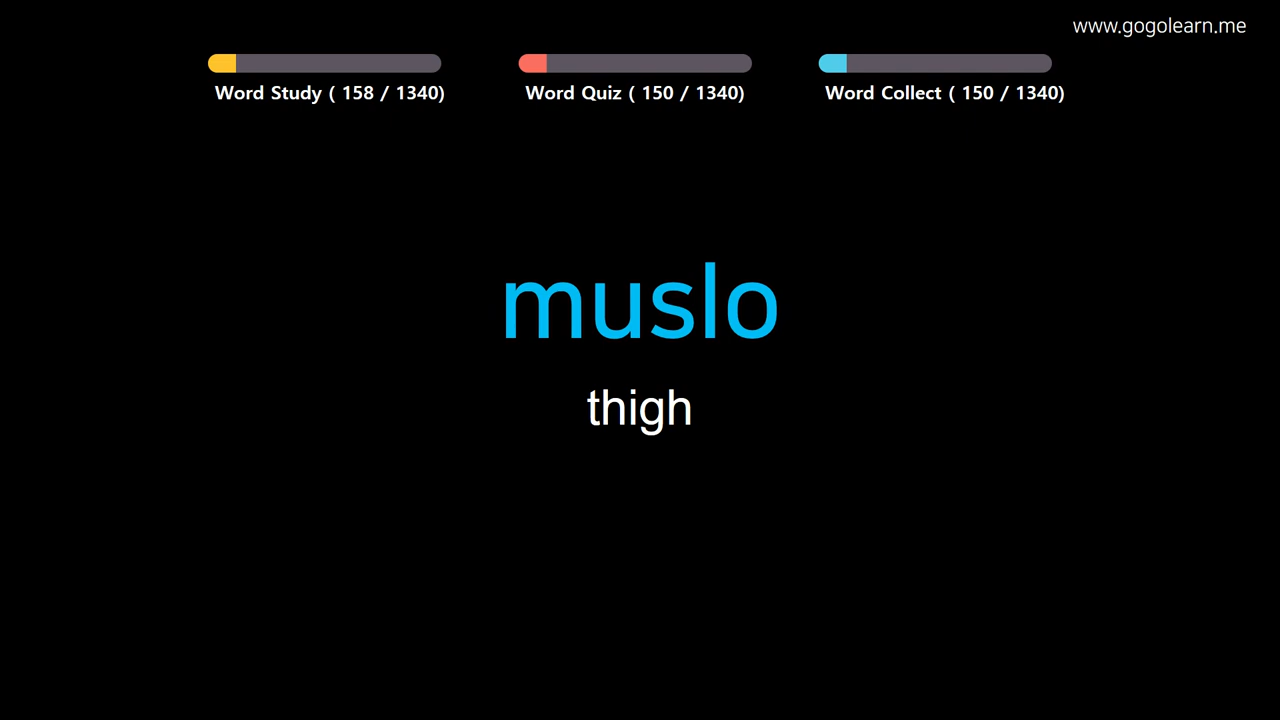 www.gogolearn.me
Word Study ( 158 / 1340)
Word Quiz ( 150 / 1340)
Word Collect ( 150 / 1340)
muslo
thigh